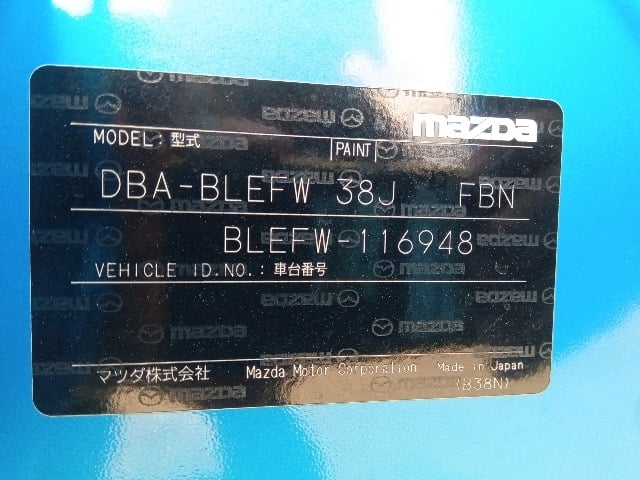 mazda
MODEL: 型式 PAINT
DBA-BLEFW 38J FBN
BLEFW-116948
VEHICLE ID.NO.: 車台番号
マツダ株式会社 Mazda Motor Corporation Made in Japan
(B38N)